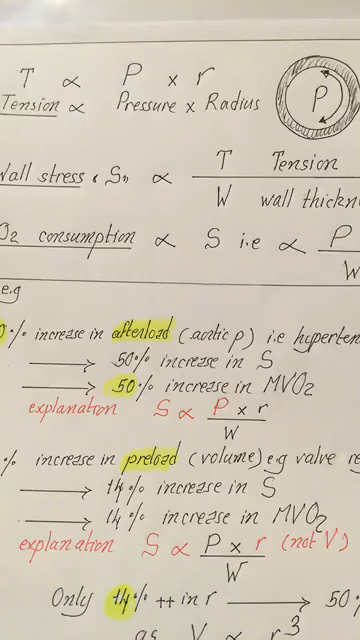 T ∝ P × r
Tension ∝ Pressure × Radius
P
Wall stress "S" ∝ T Tension
W wall thickn
O2 consumption ∝ S i.e ∝ P
W
e.g
0% increase in afterload (aortic p) i.e hyperten
→ 50% increase in S
→ 50% increase in MVO2
explanation S ∝ P × r
W
% increase in preload (volume) e.g valve re
→ 14% increase in S
→ 14% increase in MVO2
explanation S ∝ P × r (not V)
W
Only 14% ++ in r → 50%
as V ∝ r3